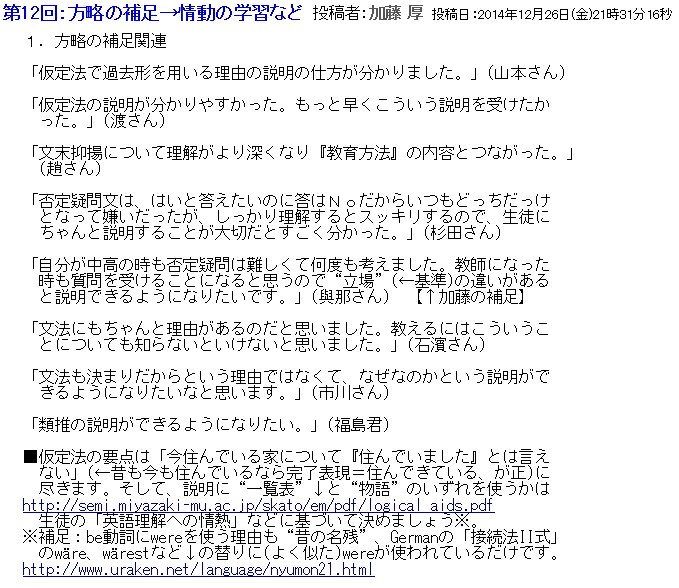 第12回:方略の補足→情動の学習など 投稿者:加藤 厚 投稿日:2014年12月26日(金)21時31分16秒
１．方略の補足関連
「仮定法で過去形を用いる理由の説明の仕方が分かりました。」(山本さん)
「仮定法の説明が分かりやすかった。もっと早くこういう説明を受けたか
った。」(渡さん)
「文末抑揚について理解がより深くなり『教育方法』の内容とつながった。」
(趙さん)
「否定疑問文は、はいと答えたいのに答はＮｏだからいつもどっちだっけ
となって嫌いだったが、しっかり理解するとスッキリするので、生徒に
ちゃんと説明することが大切だとすごく分かった。」(杉田さん)
「自分が中高の時も否定疑問は難しくて何度も考えました。教師になった
時も質問を受けることになると思うので“立場”(←基準)の違いがある
と説明できるようになりたいです。」(與那さん) 【↑加藤の補足】
「文法にもちゃんと理由があるのだと思いました。教えるにはこういうこ
とについても知らないといけないと思いました。」(石濱さん)
「文法も決まりだからという理由ではなくて、なぜなのかという説明がで
きるようになりたいなと思います。」(市川さん)
「類推の説明ができるようになりたい。」(福島君)
■仮定法の要点は「今住んでいる家について『住んでいました』とは言え
ない」(←昔も今も住んでいるなら完了表現＝住んできている、が正)に
尽きます。そして、説明に“一覧表”↓と“物語”のいずれを使うかは
http://semi.miyazaki-mu.ac.jp/skato/em/pdf/logical_aids.pdf
生徒の「英語理解への情熱」などに基づいて決めましょう※。
※補足：be動詞にwereを使う理由も“昔の名残”、Germanの「接続法II式」
のwäre、wärestなど↓の替りに(よく似た)wereが使われているだけです。
http://www.uraken.net/language/nyumon21.html